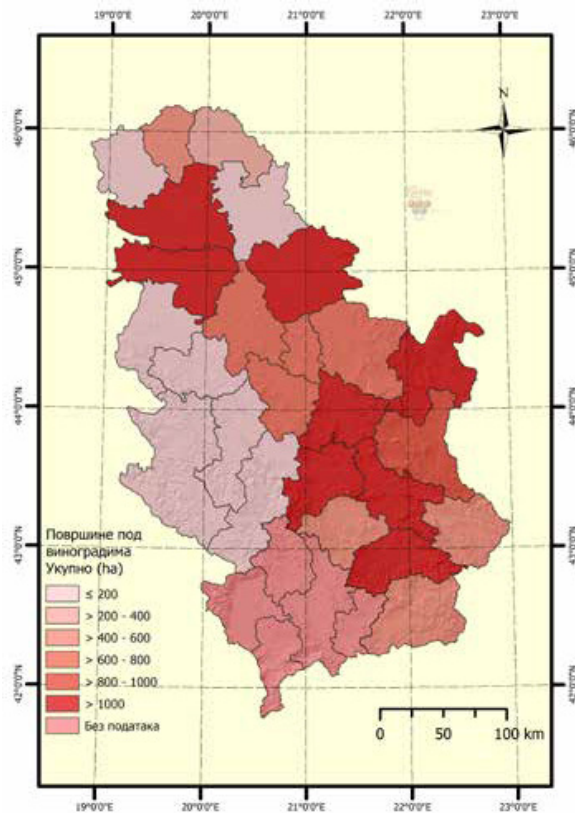 19°0'0"E 20°0'0"E 21°0'0"E 22°0'0"E 23°0'0"E
N
46°0'0"N 46°0'0"N
45°0'0"N 45°0'0"N
44°0'0"N 44°0'0"N
43°0'0"N 43°0'0"N
42°0'0"N 42°0'0"N
Површине под
виноградима
Укупно (ha)
≤ 200
> 200 - 400
> 400 - 600
> 600 - 800
> 800 - 1000
> 1000
Без података
0 50 100 km
19°0'0"E 20°0'0"E 21°0'0"E 22°0'0"E 23°0'0"E